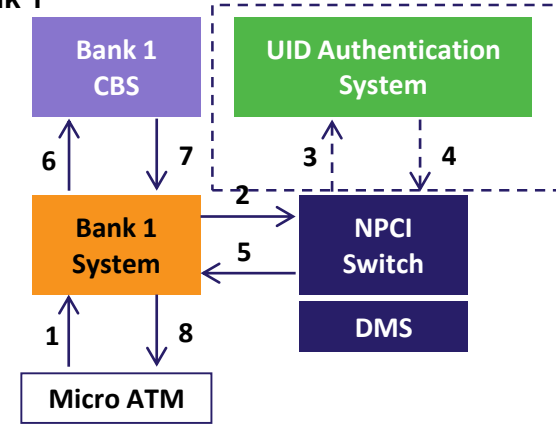 Bank 1
CBS
UID Authentication
System
6
7
3
4
2
Bank 1
System
NPCI
Switch
5
DMS
1
8
Micro ATM